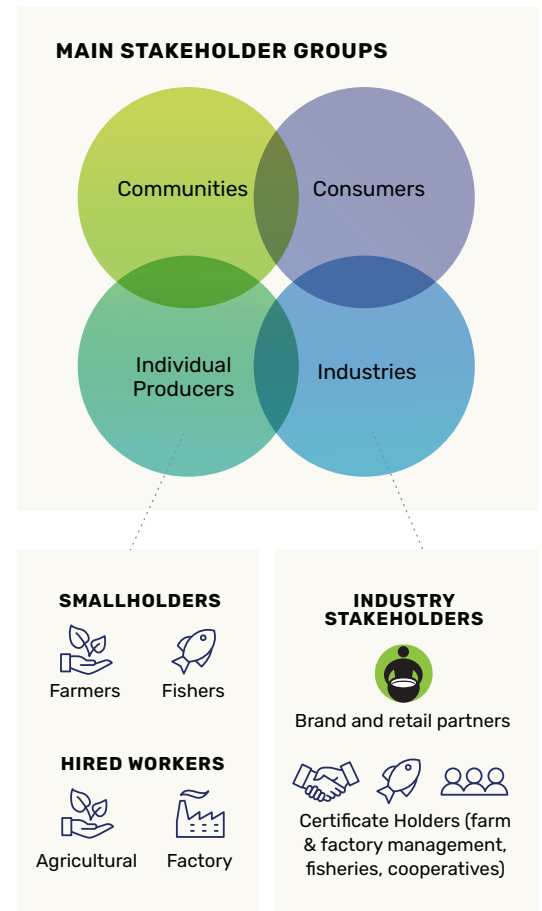 MAIN STAKEHOLDER GROUPS
Communities
Consumers
Individual
Producers
Industries
SMALLHOLDERS
Farmers
Fishers
HIRED WORKERS
Agricultural
Factory
INDUSTRY
STAKEHOLDERS
Brand and retail partners
Certificate Holders (farm
& factory management,
fisheries, cooperatives)